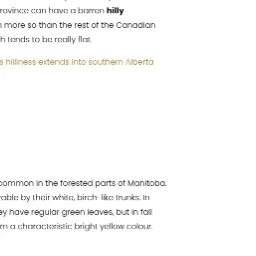 rovince can have a barren hilly
more so than the rest of the Canadian
h tends to be really flat.
s hilliness extends into southern Alberta
common in the forested parts of Manitoba.
able by their white, birch-like trunks. In
ey have regular green leaves, but in fall
rn a characteristic bright yellow colour.